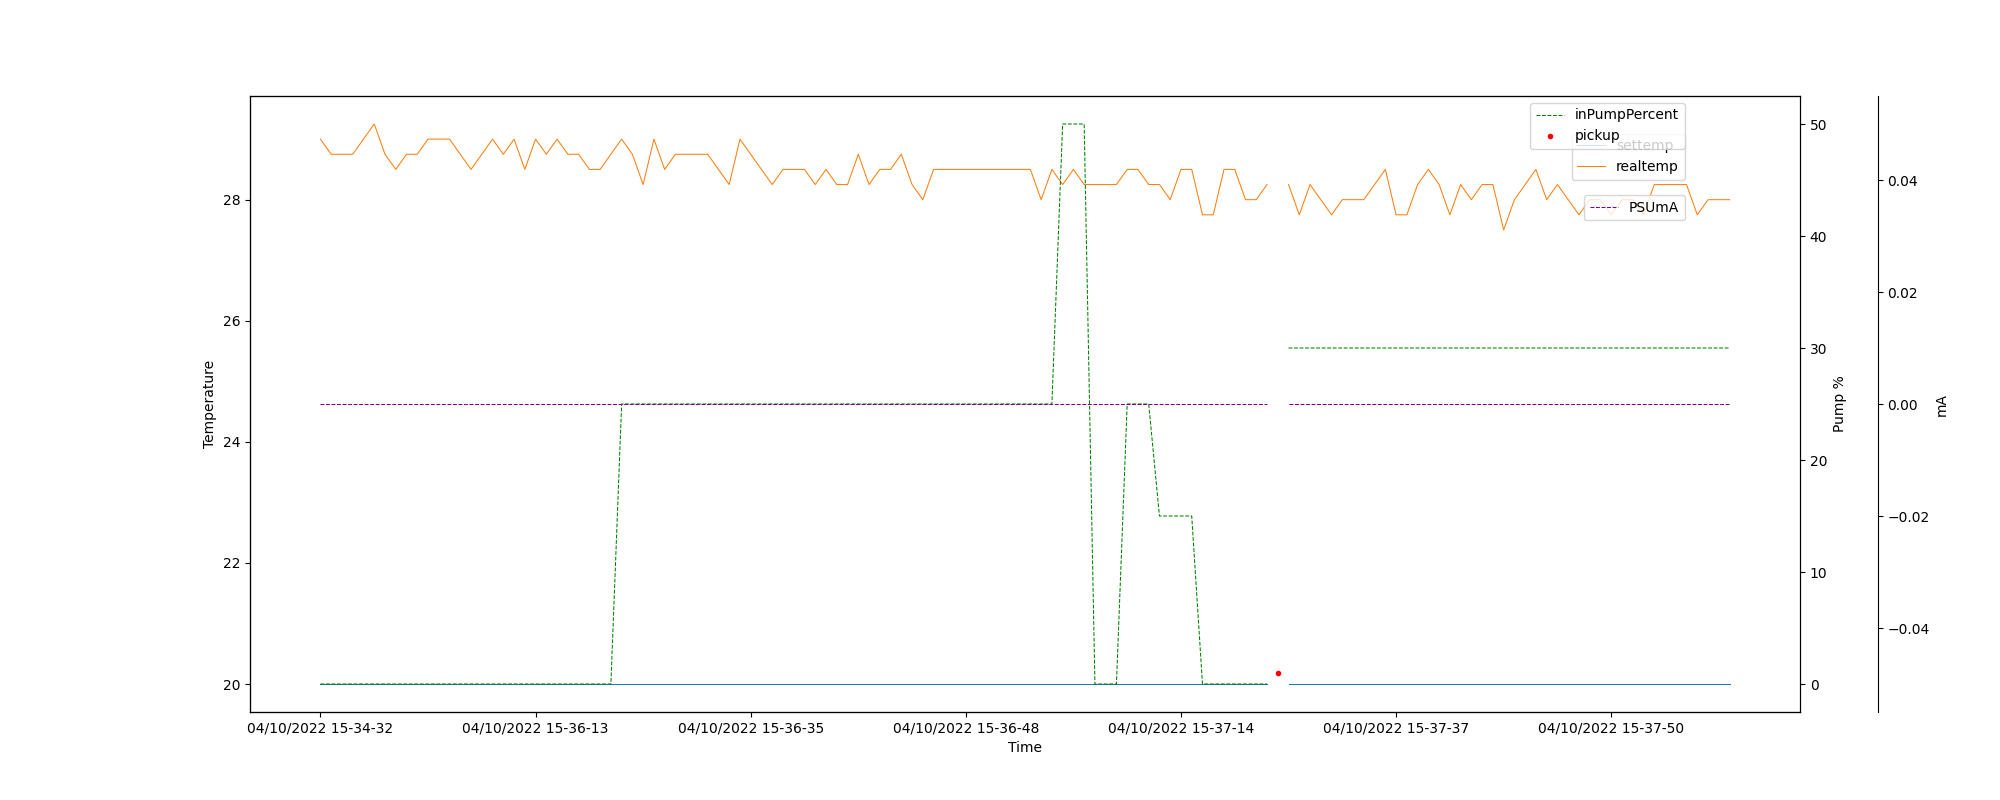 inPumpPercent
pickup
settemp
realtemp
PSUmA
28
26
24
22
20
Temperature
50
40
30
20
10
0
Pump %
0.04
0.02
0.00
−0.02
−0.04
mA
04/10/2022 15-34-32
04/10/2022 15-36-13
04/10/2022 15-36-35
04/10/2022 15-36-48
04/10/2022 15-37-14
04/10/2022 15-37-37
04/10/2022 15-37-50
Time